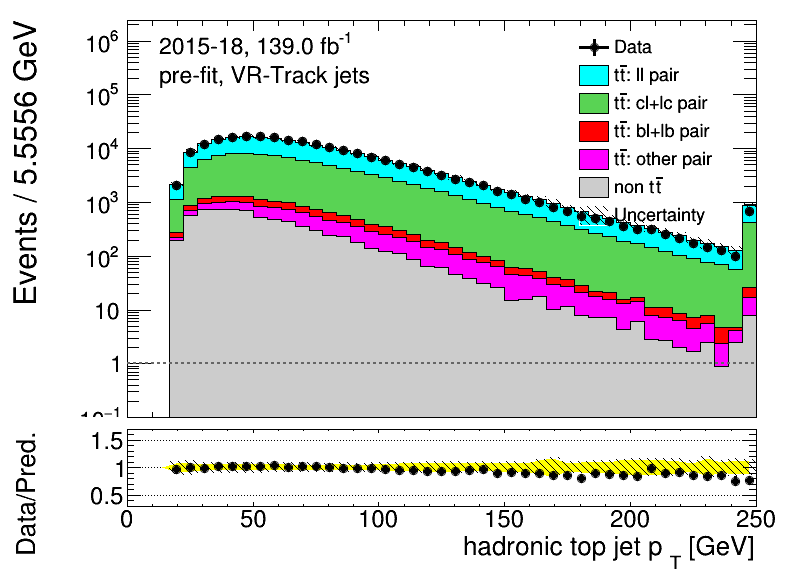 Events / 5.5556 GeV
10⁶
10⁵
10⁴
10³
10²
10
1
10⁻¹
2015-18, 139.0 fb⁻¹
pre-fit, VR-Track jets
Data
tt̄: ll pair
tt̄: cl+lc pair
tt̄: bl+lb pair
tt̄: other pair
non tt̄
Uncertainty
Data/Pred.
1.5
1
0.5
0 50 100 150 200 250
hadronic top jet p_T [GeV]